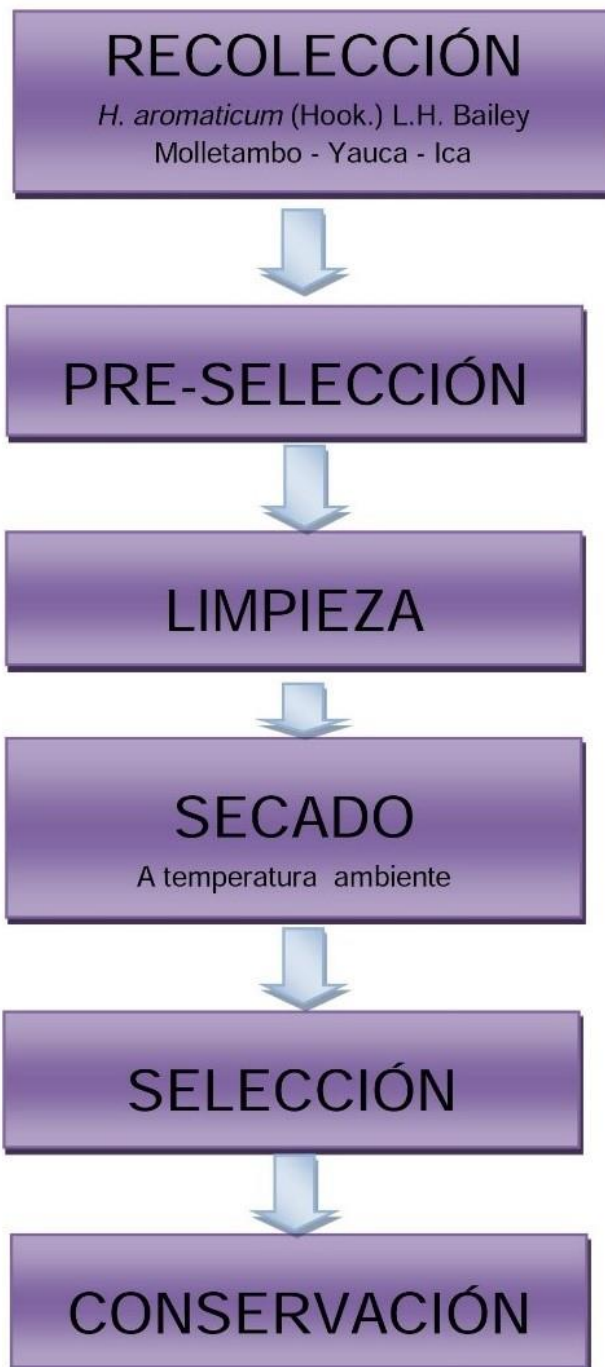 RECOLECCIÓN
H. aromaticum (Hook.) L.H. Bailey
Molletambo - Yauca - Ica
PRE-SELECCIÓN
LIMPIEZA
SECADO
A temperatura ambiente
SELECCIÓN
CONSERVACIÓN